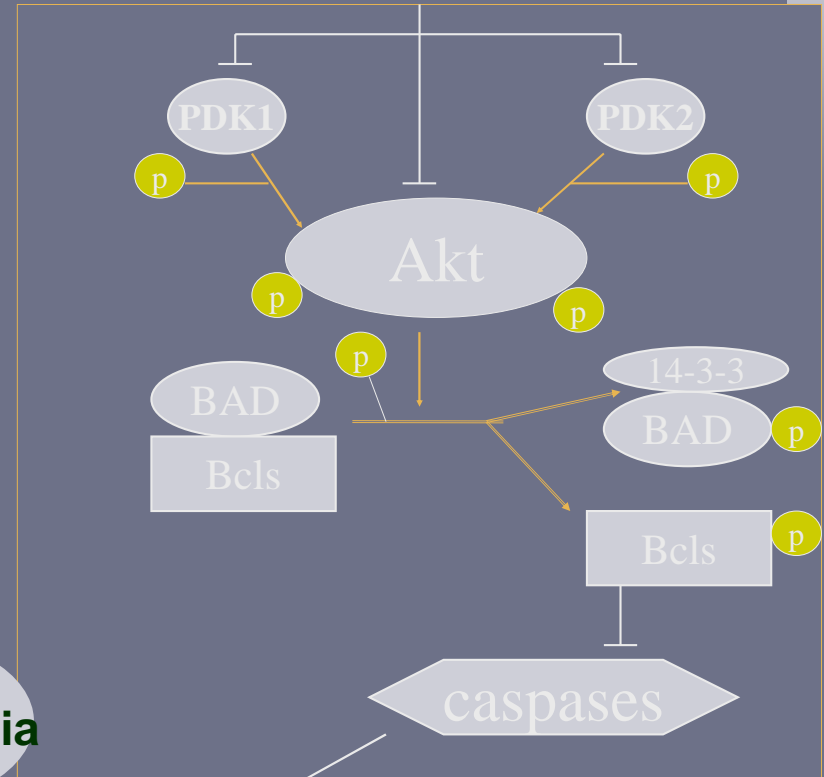 PDK1
PDK2
p
p
Akt
p
p
p
BAD
Bcls
14-3-3
BAD
p
Bcls
p
caspases
ia